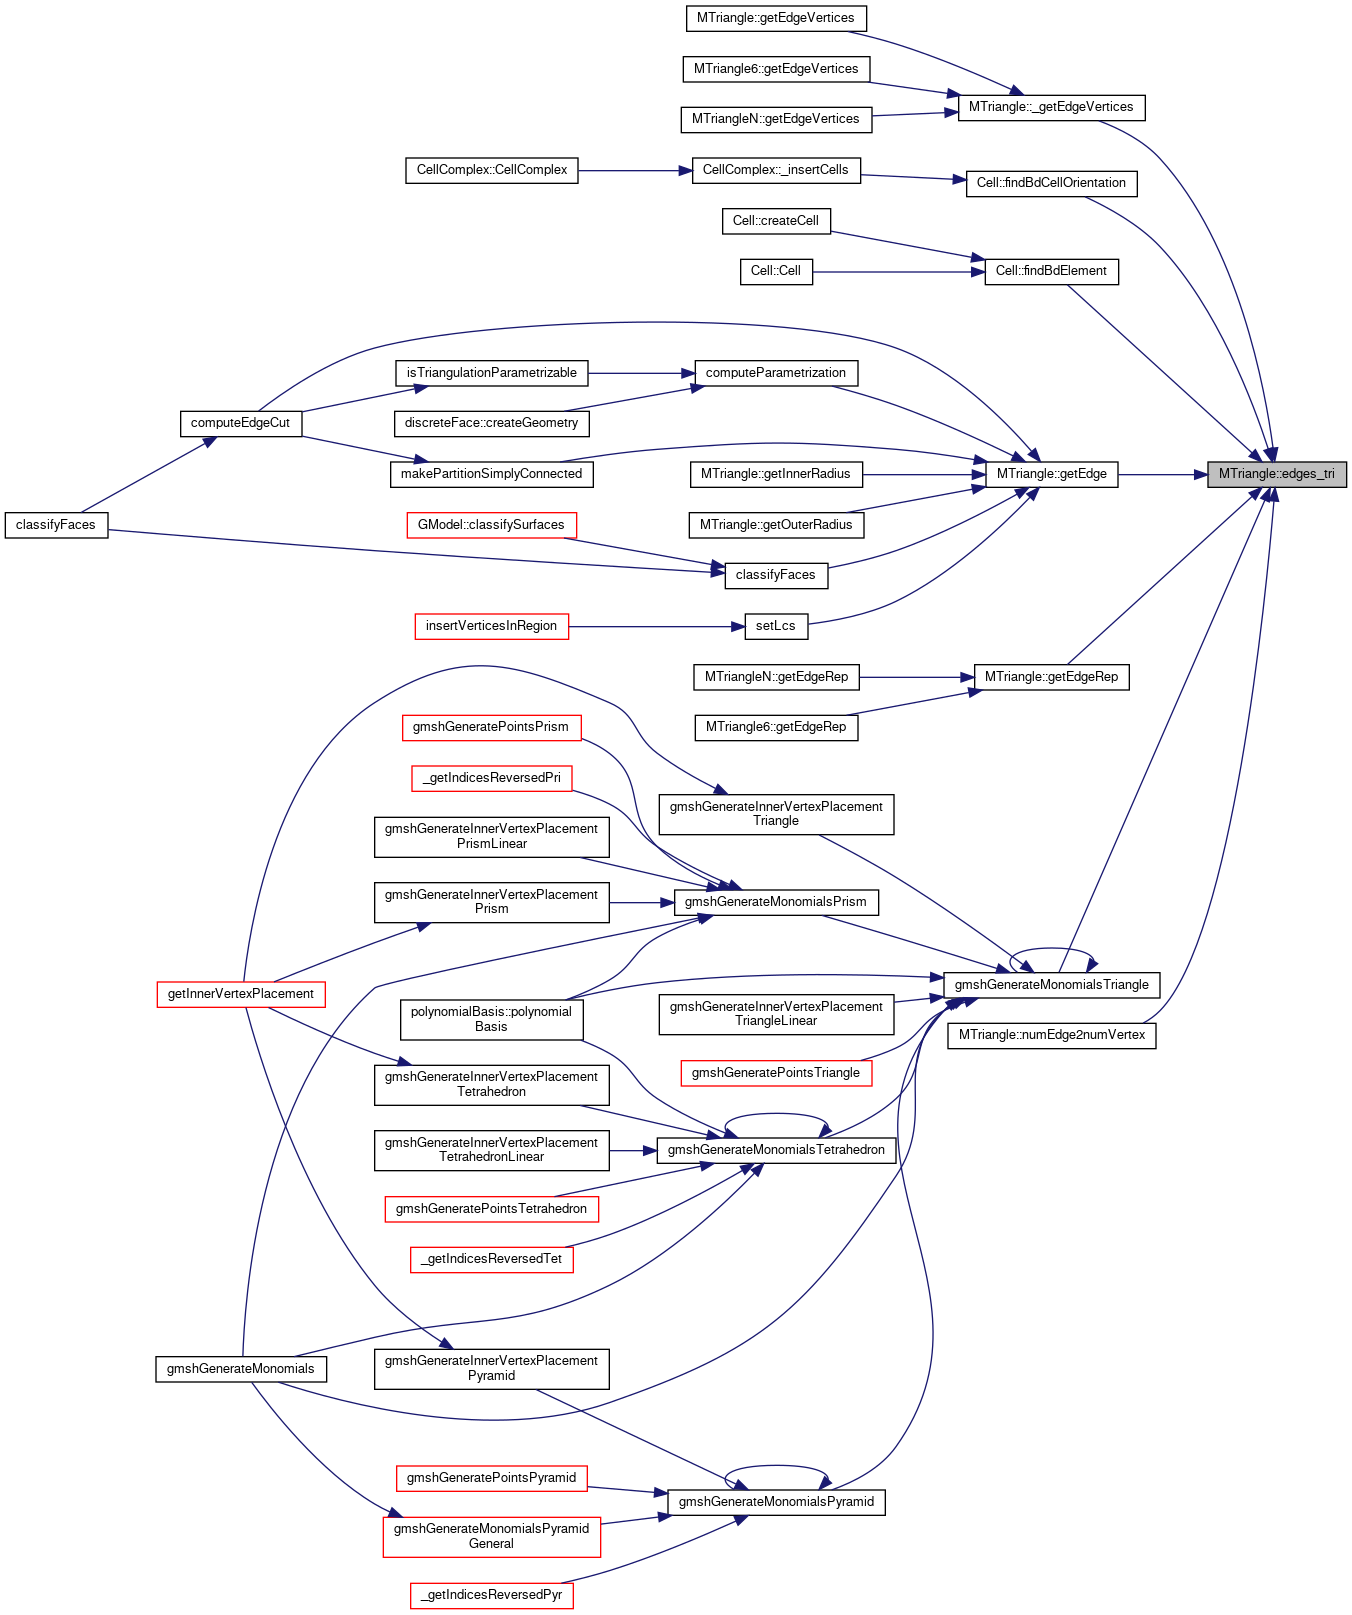 MTriangle::getEdgeVertices
MTriangle6::getEdgeVertices
MTriangle::_getEdgeVertices
MTriangleN::getEdgeVertices
CellComplex::CellComplex
CellComplex::_insertCells
Cell::findBdCellOrientation
Cell::createCell
Cell::Cell
Cell::findBdElement
isTriangulationParametrizable
computeParametrization
computeEdgeCut
discreteFace::createGeometry
makePartitionSimplyConnected
MTriangle::getInnerRadius
MTriangle::getEdge
MTriangle::edges_tri
classifyFaces
GModel::classifySurfaces
MTriangle::getOuterRadius
classifyFaces
insertVerticesInRegion
setLcs
MTriangleN::getEdgeRep
MTriangle::getEdgeRep
gmshGeneratePointsPrism
MTriangle6::getEdgeRep
_getIndicesReversedPri
gmshGenerateInnerVertexPlacement
Triangle
gmshGenerateInnerVertexPlacement
PrismLinear
gmshGenerateInnerVertexPlacement
Prism
gmshGenerateMonomialsPrism
getInnerVertexPlacement
gmshGenerateMonomialsTriangle
polynomialBasis::polynomial
Basis
gmshGenerateInnerVertexPlacement
TriangleLinear
MTriangle::numEdge2numVertex
gmshGeneratePointsTriangle
gmshGenerateInnerVertexPlacement
Tetrahedron
gmshGenerateInnerVertexPlacement
TetrahedronLinear
gmshGenerateMonomialsTetrahedron
gmshGeneratePointsTetrahedron
_getIndicesReversedTet
gmshGenerateMonomials
gmshGenerateInnerVertexPlacement
Pyramid
gmshGeneratePointsPyramid
gmshGenerateMonomialsPyramid
gmshGenerateMonomialsPyramid
General
_getIndicesReversedPyr